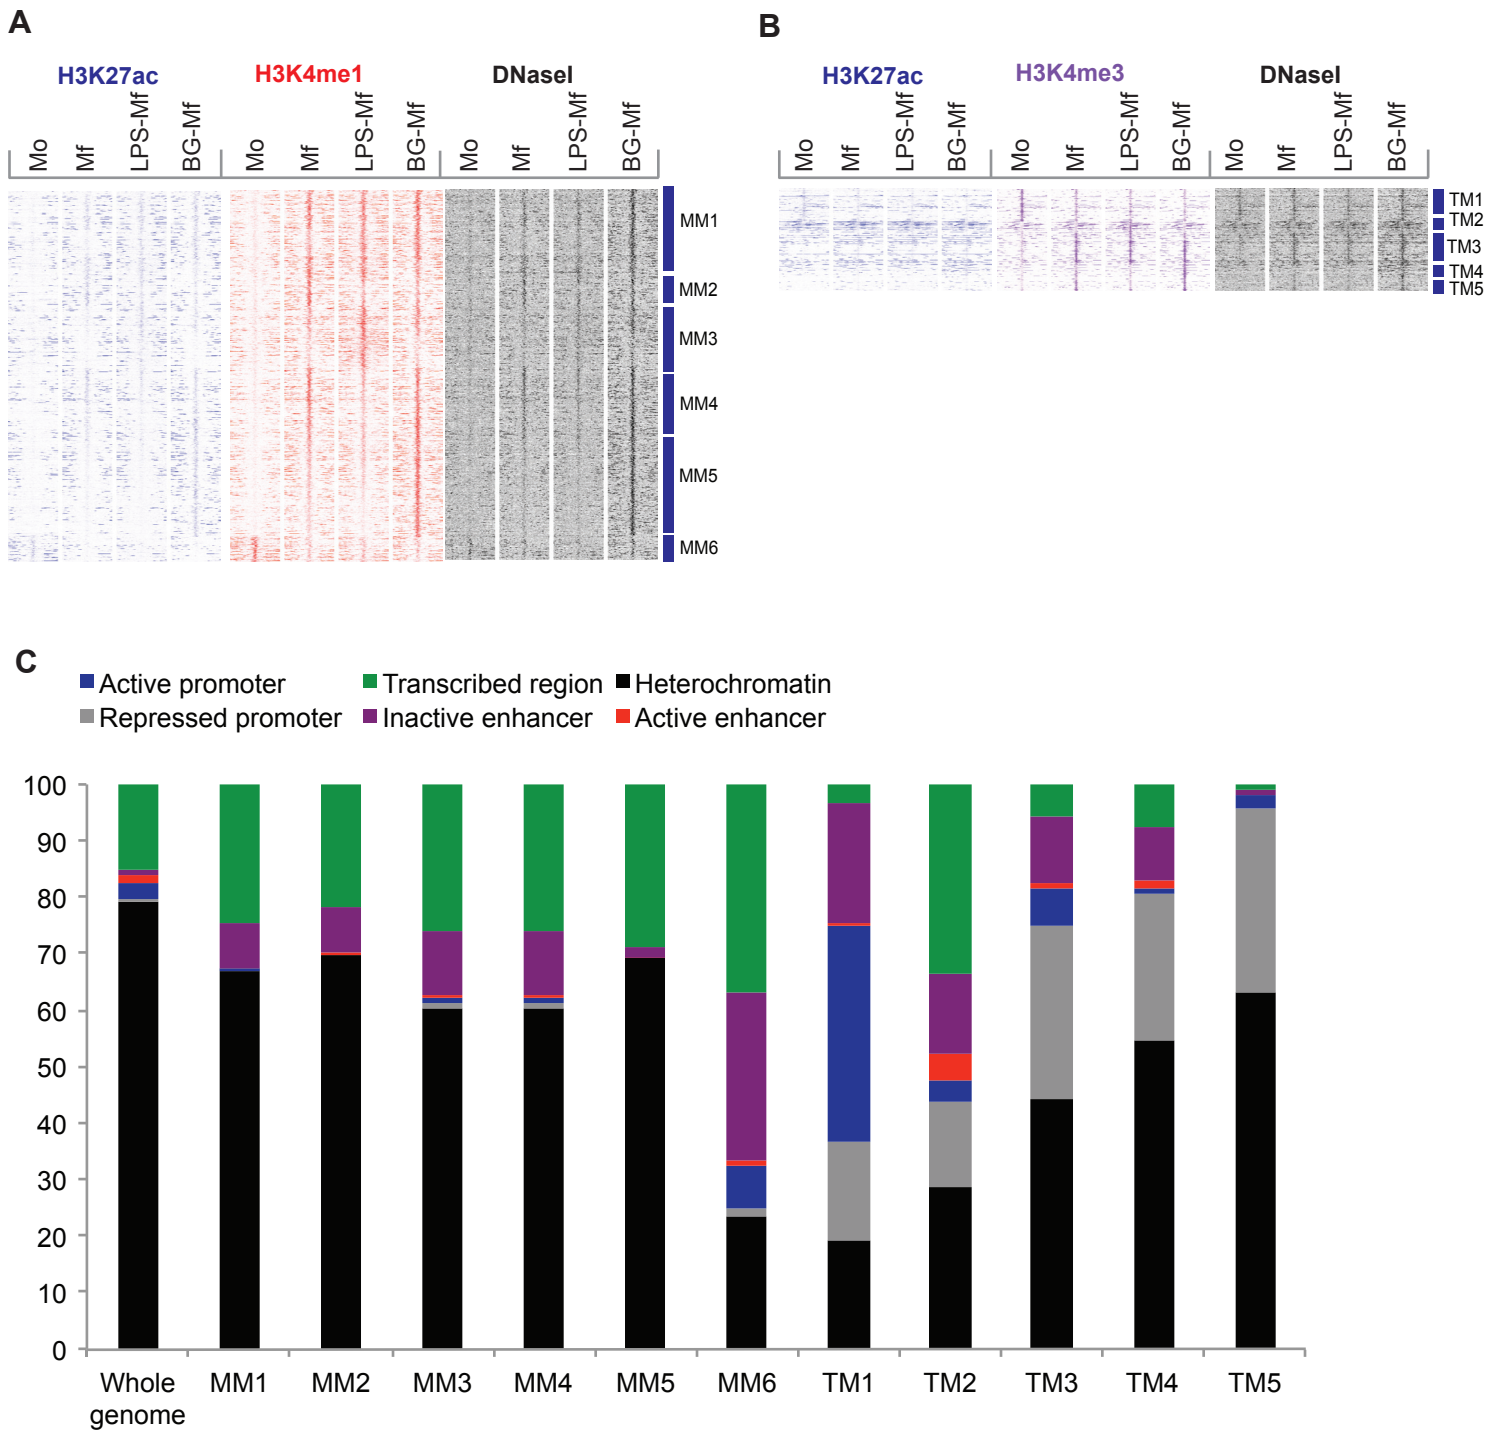 A
H3K27ac H3K4me1 DNaseI
Mo Mf LPS-Mf BG-Mf Mo Mf LPS-Mf BG-Mf Mo Mf LPS-Mf BG-Mf
MM1
MM2
MM3
MM4
MM5
MM6
B
H3K27ac H3K4me3 DNaseI
Mo Mf LPS-Mf BG-Mf Mo Mf LPS-Mf BG-Mf Mo Mf LPS-Mf BG-Mf
TM1
TM2
TM3
TM4
TM5
C
Active promoter Transcribed region Heterochromatin
Repressed promoter Inactive enhancer Active enhancer
100
90
80
70
60
50
40
30
20
10
0
Whole genome MM1 MM2 MM3 MM4 MM5 MM6 TM1 TM2 TM3 TM4 TM5